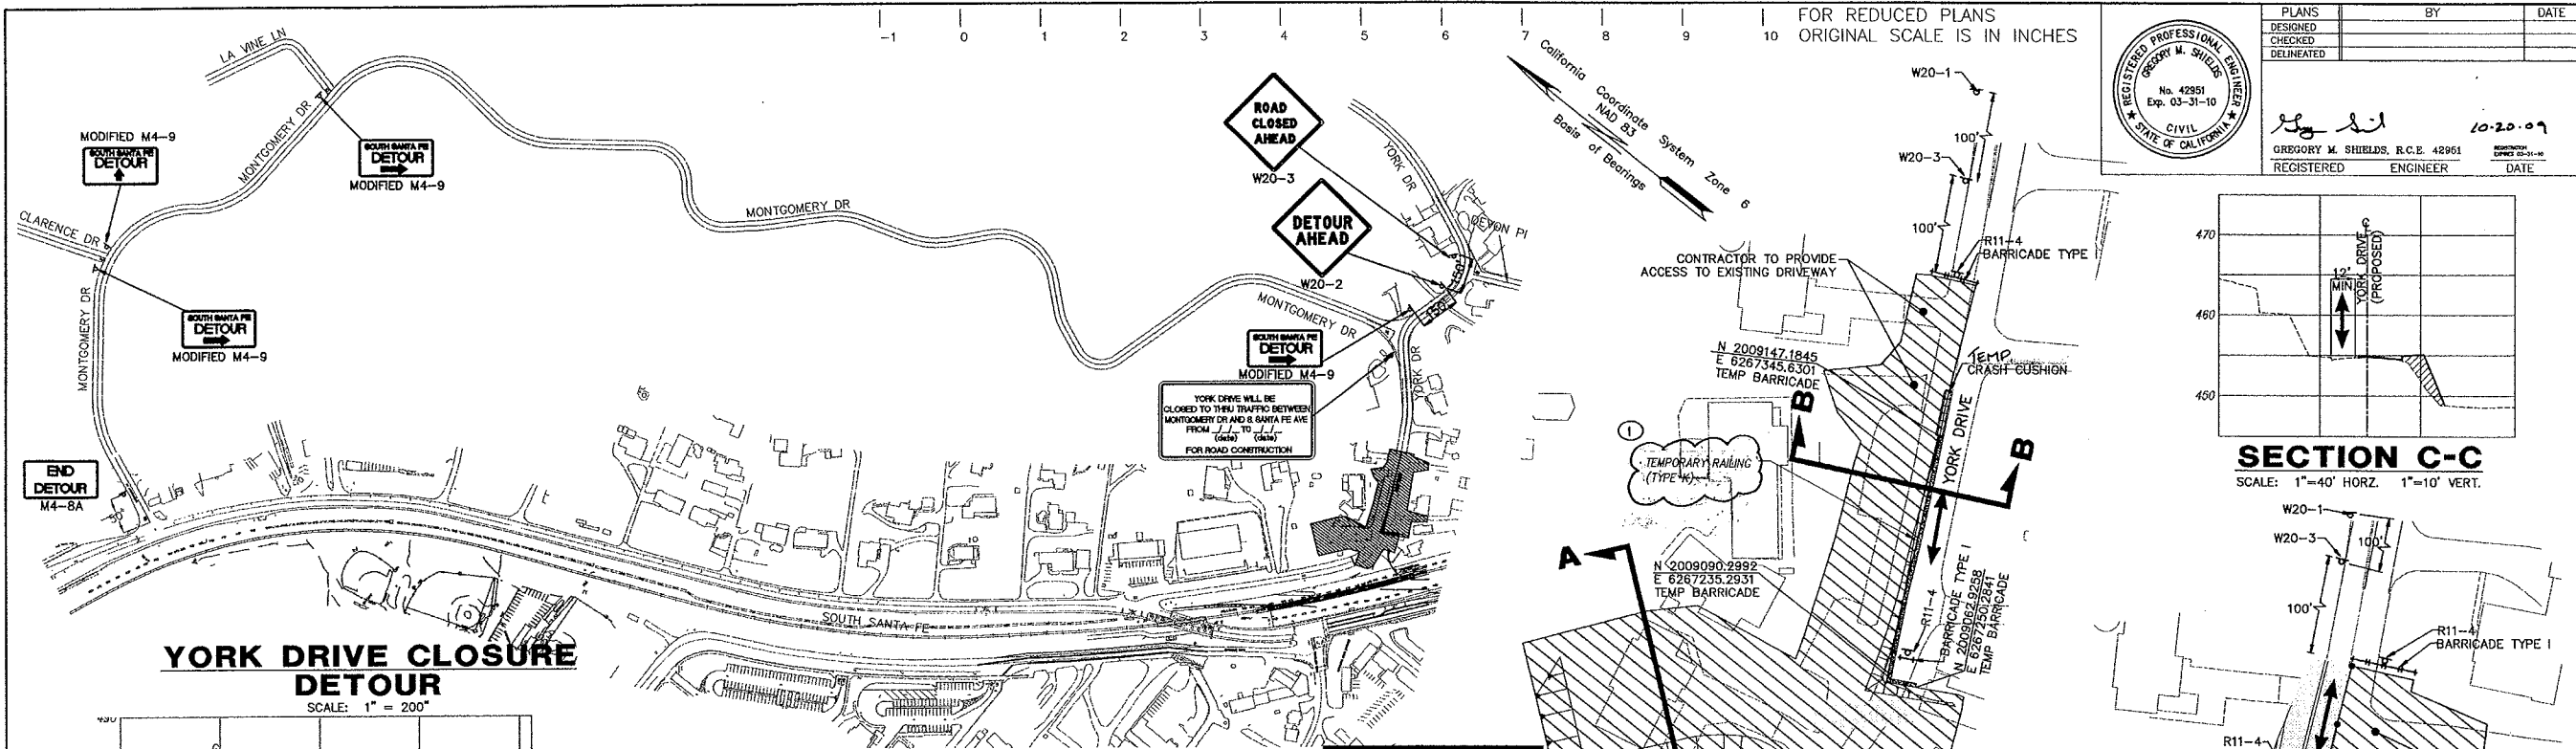 -1 0 1 2 3 4 5 6 7 8 9 10
FOR REDUCED PLANS
ORIGINAL SCALE IS IN INCHES
PLANS BY DATE
DESIGNED
CHECKED
DELINEATED
REGISTERED PROFESSIONAL ENGINEER
GREGORY M. SHIELDS
No. 42951
Exp. 03-31-10
CIVIL
STATE OF CALIFORNIA
10-20-09
GREGORY M. SHIELDS, R.C.E. 42951
REGISTRATION
EXPIRES 03-31-10
REGISTERED ENGINEER DATE
LA VINE LN
MONTGOMERY DR
MODIFIED M4-9
SOUTH SANTA FE
DETOUR
SOUTH SANTA FE
DETOUR
MODIFIED M4-9
CLARENCE DR
MONTGOMERY DR
SOUTH SANTA FE
DETOUR
MODIFIED M4-9
END
DETOUR
M4-8A
MONTGOMERY DR
ROAD
CLOSED
AHEAD
W20-3
DETOUR
AHEAD
W20-2
YORK DR
DEVON Pl
150'
150'
MONTGOMERY DR
SOUTH SANTA FE
DETOUR
MODIFIED M4-9
YORK DR
YORK DRIVE WILL BE
CLOSED TO THRU TRAFFIC BETWEEN
MONTGOMERY DR AND S. SANTA FE AVE
FROM _/_/_ TO _/_/_
(date) (date)
FOR ROAD CONSTRUCTION
SOUTH SANTA FE
YORK DRIVE CLOSURE
DETOUR
SCALE: 1" = 200"
490
California Coordinate System Zone 6
NAD 83
Basis of Bearings
W20-1
100'
W20-3
100'
R11-4
BARRICADE TYPE I
CONTRACTOR TO PROVIDE
ACCESS TO EXISTING DRIVEWAY
N 2009147.1845
E 6267345.6301
TEMP BARRICADE
TEMP
CRASH CUSHION
B
B
YORK DRIVE
1
TEMPORARY RAILING
(TYPE K)
A
N 2009090.2992
E 6267235.2931
TEMP BARRICADE
R11-4
BARRICADE TYPE I
N 2009082.9258
E 6267250.2841
TEMP BARRICADE
470
460
450
12'
MIN
YORK DRIVE
(PROPOSED)
SECTION C-C
SCALE: 1"=40' HORZ. 1"=10' VERT.
W20-1
W20-3
100'
100'
R11-4
BARRICADE TYPE I
R11-4